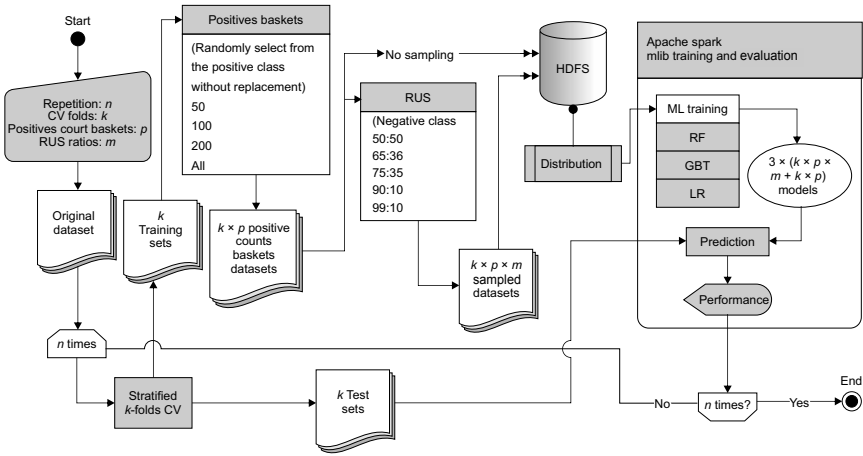 Start
Repetition: n
CV folds: k
Positives court baskets: p
RUS ratios: m
Original
dataset
n times
Stratified
k-folds CV
k
Training
sets
Positives baskets
(Randomly select from
the positive class
without replacement)
50
100
200
All
k × p positive
counts
baskets
datasets
No sampling
RUS
(Negative class
50:50
65:36
75:35
90:10
99:10
k × p × m
sampled
datasets
k Test
sets
HDFS
Distribution
Apache spark
mlib training and evaluation
ML training
RF
GBT
LR
3 × (k × p ×
m + k × p)
models
Prediction
Performance
n times?
No
Yes
End